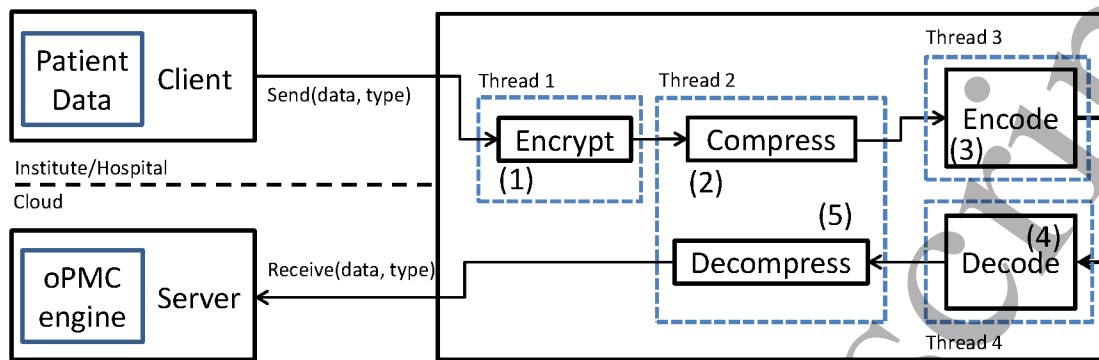 Patient
Data
Client
Send(data, type)
Institute/Hospital
Cloud
oPMC
engine
Server
Receive(data, type)
Thread 1
Encrypt
(1)
Thread 2
Compress
(2)
(5)
Decompress
Thread 3
Encode
(3)
(4)
Decode
Thread 4